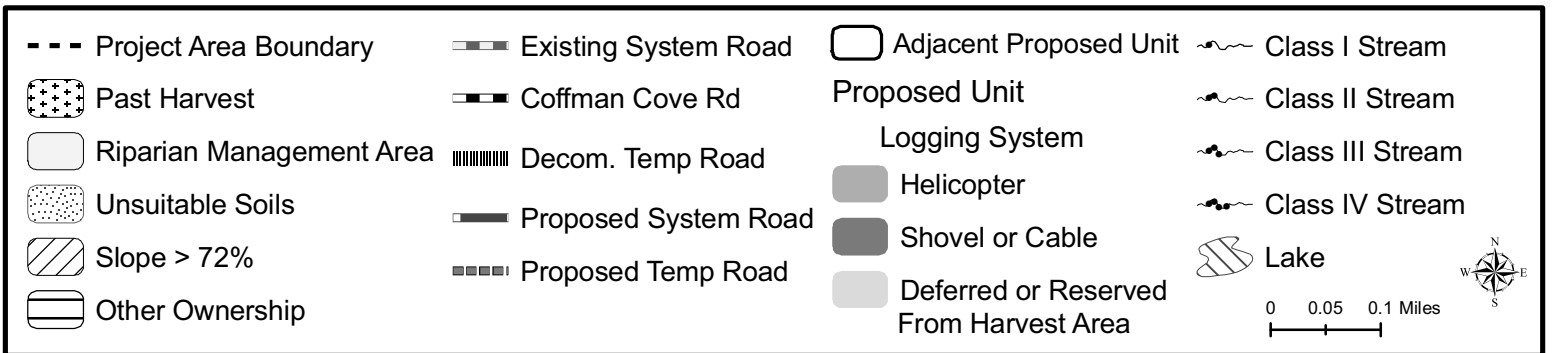 Project Area Boundary
Past Harvest
Riparian Management Area
Unsuitable Soils
Slope > 72%
Other Ownership
Existing System Road
Coffman Cove Rd
Decom. Temp Road
Proposed System Road
Proposed Temp Road
Adjacent Proposed Unit
Proposed Unit
Logging System
Helicopter
Shovel or Cable
Deferred or Reserved
From Harvest Area
Class I Stream
Class II Stream
Class III Stream
Class IV Stream
Lake
N
W E
S
0 0.05 0.1 Miles